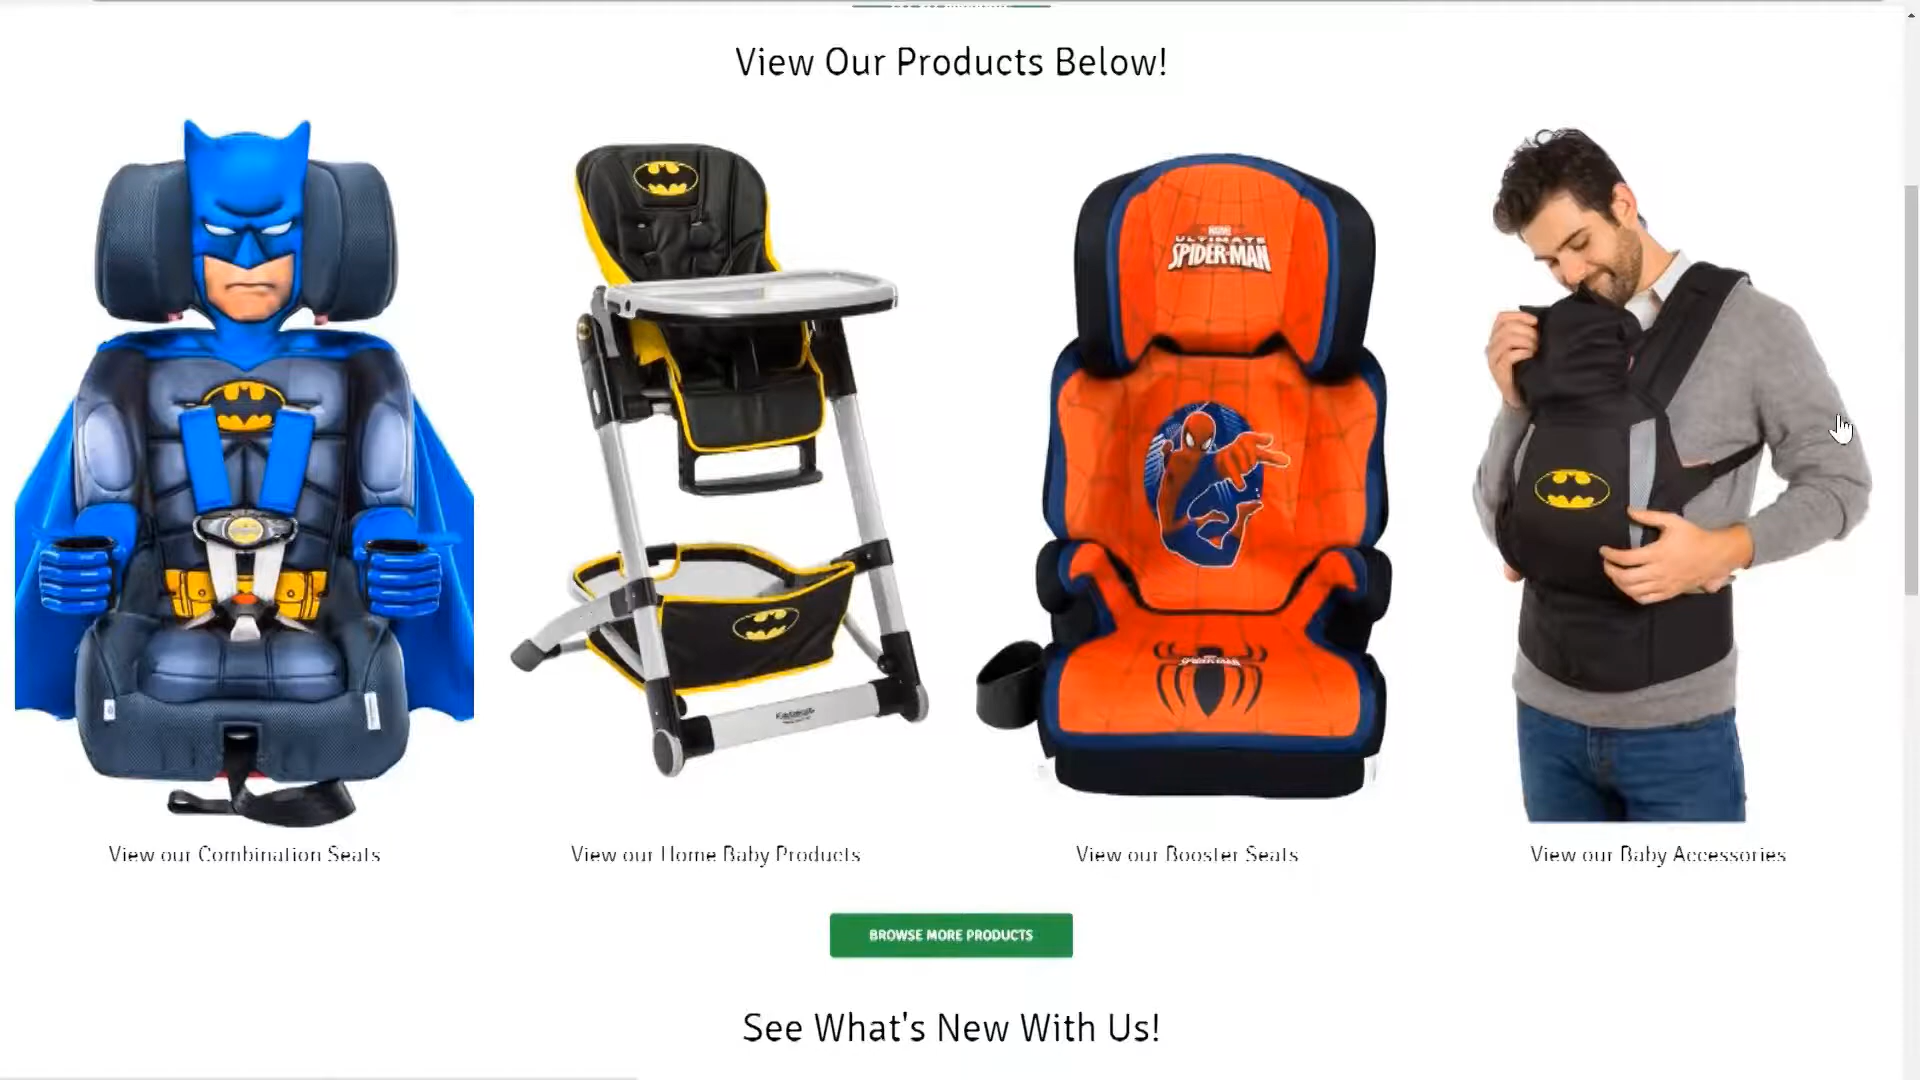 View Our Products Below!
MARVEL
ULTIMATE
SPIDER-MAN
View our Combination Seats
View our Home Baby Products
View our Booster Seats
View our Baby Accessories
BROWSE MORE PRODUCTS
See What's New With Us!